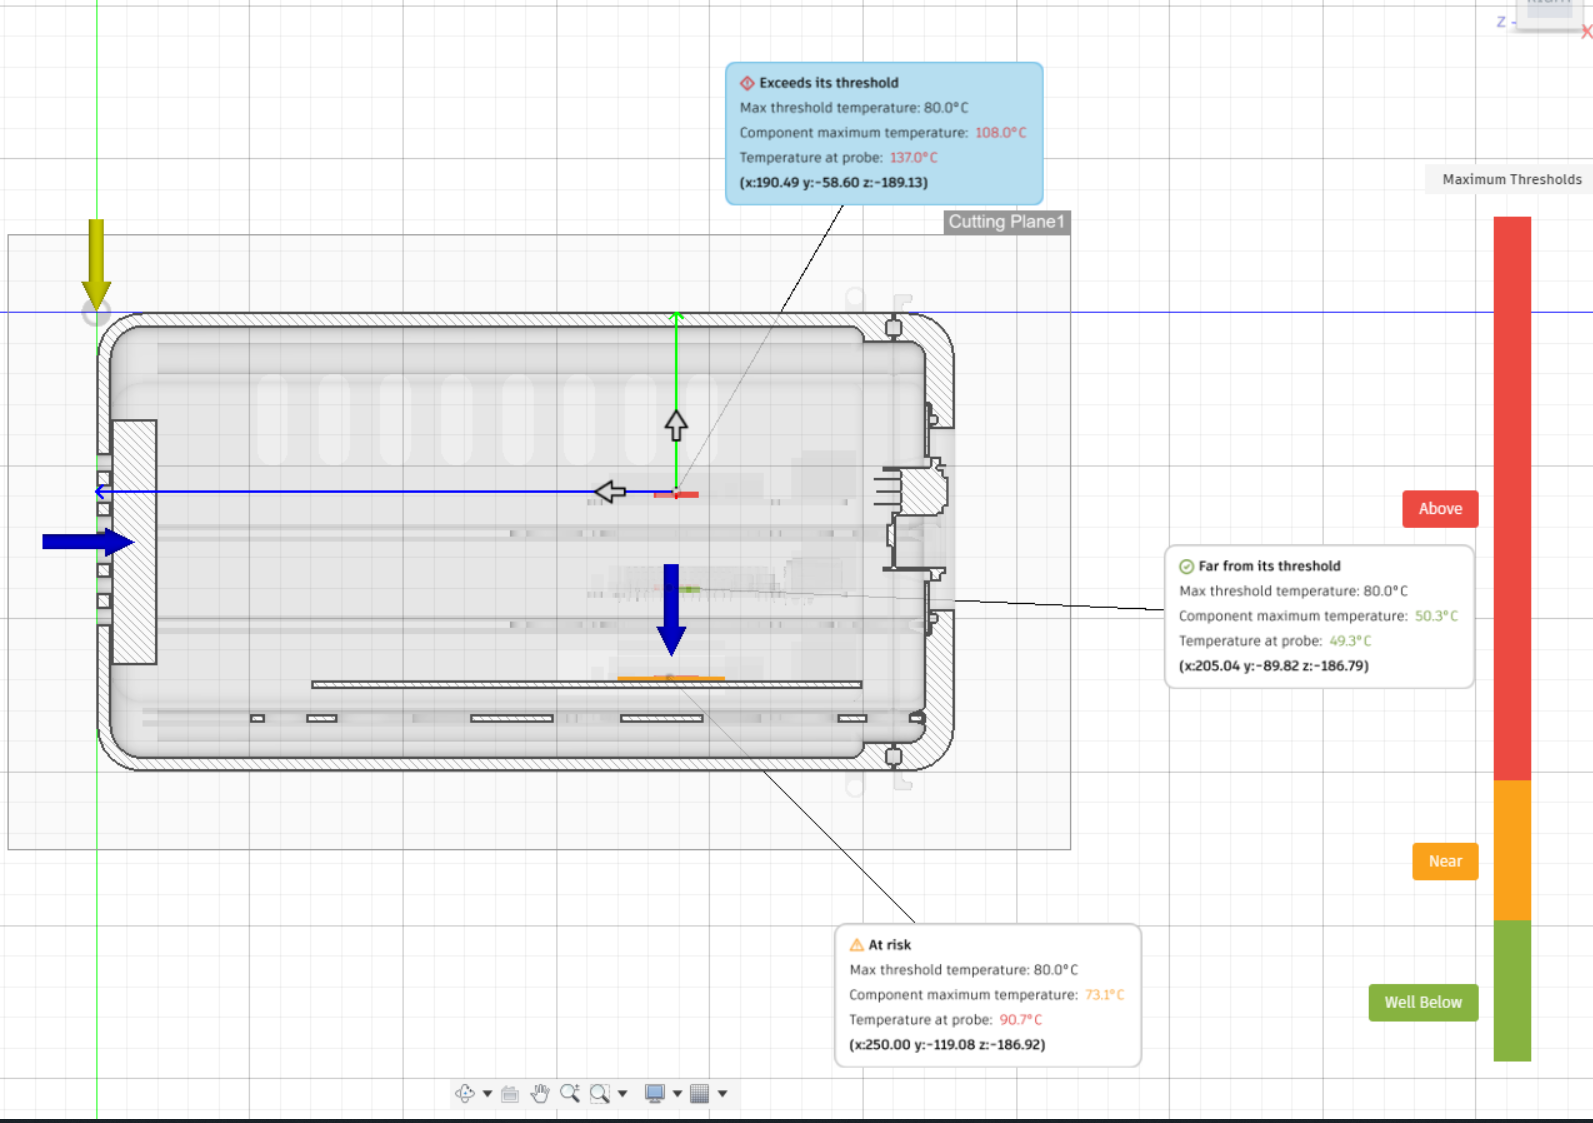 Z
X
Exceeds its threshold
Max threshold temperature: 80.0°C
Component maximum temperature: 108.0°C
Temperature at probe: 137.0°C
(x:190.49 y:-58.60 z:-189.13)
Maximum Thresholds
Cutting Plane1
Above
Far from its threshold
Max threshold temperature: 80.0°C
Component maximum temperature: 50.3°C
Temperature at probe: 49.3°C
(x:205.04 y:-89.82 z:-186.79)
Near
At risk
Max threshold temperature: 80.0°C
Component maximum temperature: 73.1°C
Temperature at probe: 90.7°C
(x:250.00 y:-119.08 z:-186.92)
Well Below